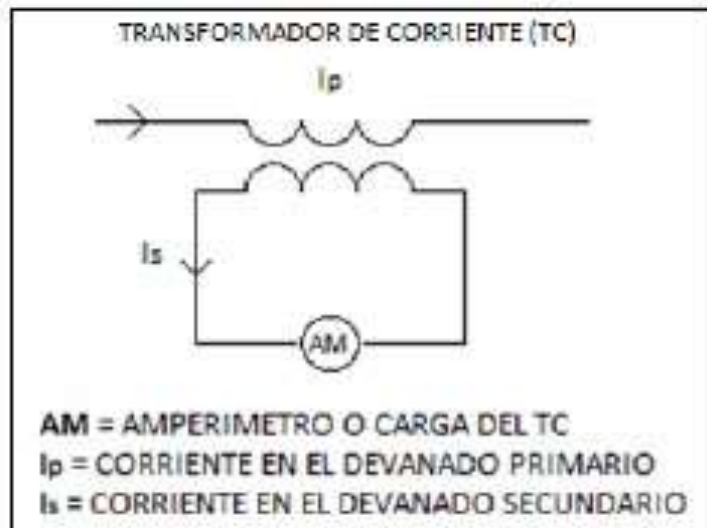 TRANSFORMADOR DE CORRIENTE (TC)
Ip
Is
AM
AM = AMPERIMETRO O CARGA DEL TC
Ip = CORRIENTE EN EL DEVANADO PRIMARIO
Is = CORRIENTE EN EL DEVANADO SECUNDARIO